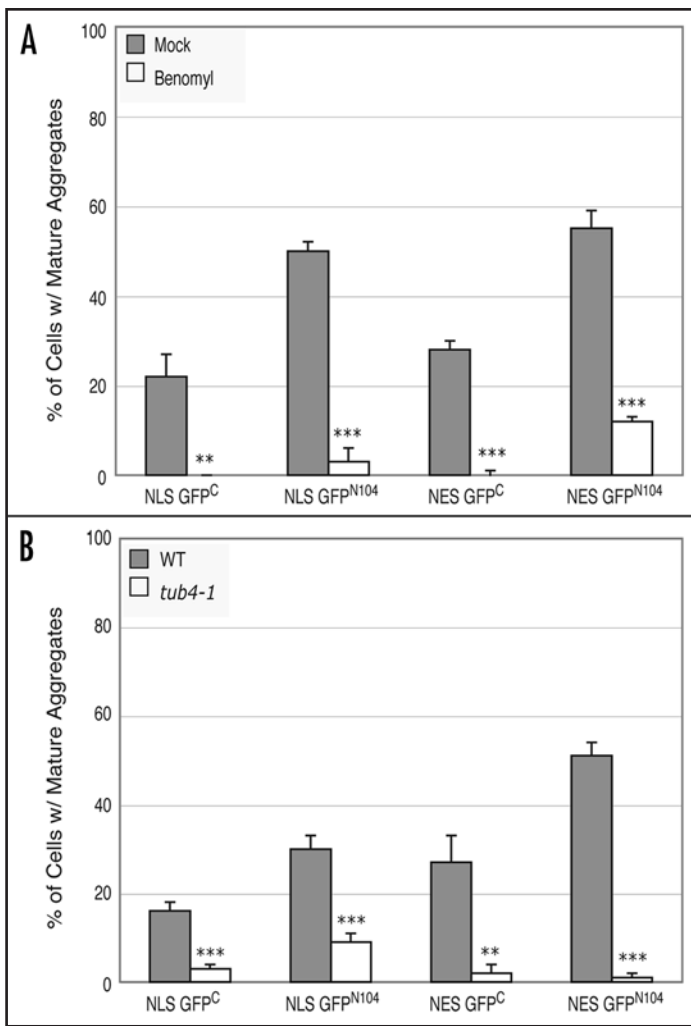 A
Mock
Benomyl
% of Cells w/ Mature Aggregates
100
80
60
40
20
0
**
***
***
***
NLS GFP^C
NLS GFP^N104
NES GFP^C
NES GFP^N104
B
WT
tub4-1
% of Cells w/ Mature Aggregates
100
80
60
40
20
0
***
***
**
***
NLS GFP^C
NLS GFP^N104
NES GFP^C
NES GFP^N104